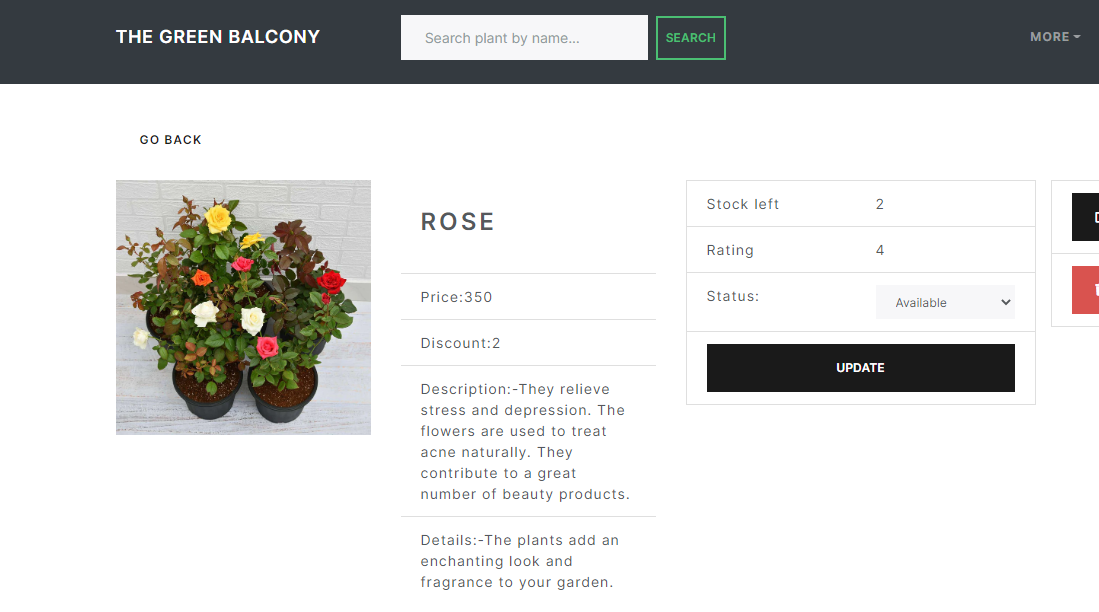 THE GREEN BALCONY
Search plant by name...
SEARCH
MORE
GO BACK
ROSE
Price:350
Discount:2
Description:-They relieve
stress and depression. The
flowers are used to treat
acne naturally. They
contribute to a great
number of beauty products.
Details:-The plants add an
enchanting look and
fragrance to your garden.
Stock left 2
Rating 4
Status: Available
UPDATE